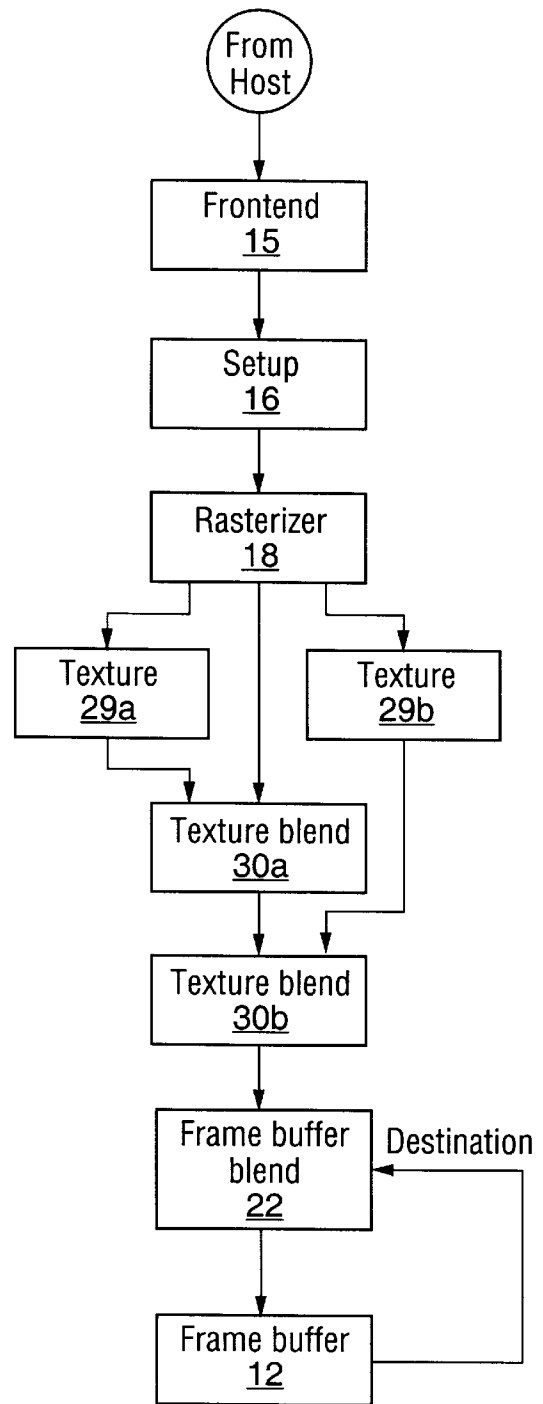 From
Host
Frontend
15
Setup
16
Rasterizer
18
Texture
29a
Texture
29b
Texture blend
30a
Texture blend
30b
Frame buffer
blend
22
Destination
Frame buffer
12